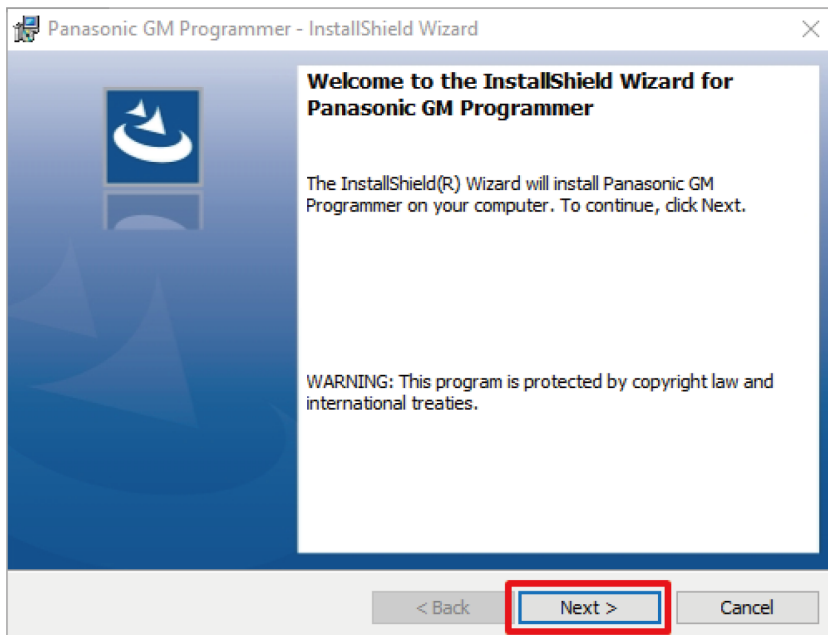 Panasonic GM Programmer - InstallShield Wizard
Welcome to the InstallShield Wizard for
Panasonic GM Programmer
The InstallShield(R) Wizard will install Panasonic GM
Programmer on your computer. To continue, click Next.
WARNING: This program is protected by copyright law and
international treaties.
< Back Next > Cancel